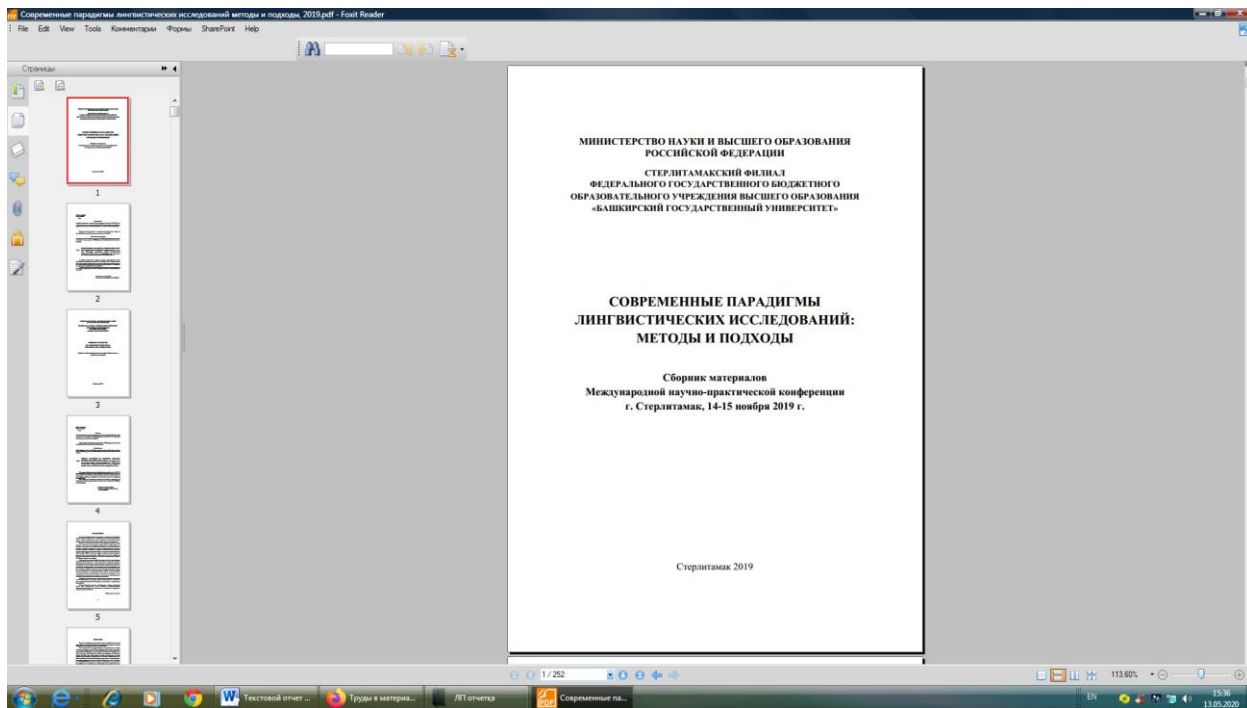 Современные парадигмы лингвистических исследований методы и подходы, 2019.pdf - Foxit Reader
File Edit View Tools Комментарии Формы SharePoint Help
Страницы
1
2
3
4
5
МИНИСТЕРСТВО НАУКИ И ВЫСШЕГО ОБРАЗОВАНИЯ
РОССИЙСКОЙ ФЕДЕРАЦИИ
СТЕРЛИТАМАКСКИЙ ФИЛИАЛ
ФЕДЕРАЛЬНОГО ГОСУДАРСТВЕННОГО БЮДЖЕТНОГО
ОБРАЗОВАТЕЛЬНОГО УЧРЕЖДЕНИЯ ВЫСШЕГО ОБРАЗОВАНИЯ
«БАШКИРСКИЙ ГОСУДАРСТВЕННЫЙ УНИВЕРСИТЕТ»
СОВРЕМЕННЫЕ ПАРАДИГМЫ
ЛИНГВИСТИЧЕСКИХ ИССЛЕДОВАНИЙ:
МЕТОДЫ И ПОДХОДЫ
Сборник материалов
Международной научно-практической конференции
г. Стерлитамак, 14-15 ноября 2019 г.
Стерлитамак 2019
1 / 252
113.60%
Текстовой отчет ...
Труды в материа...
ЛП отчетка
Современные па...
EN
15:36
13.05.2020